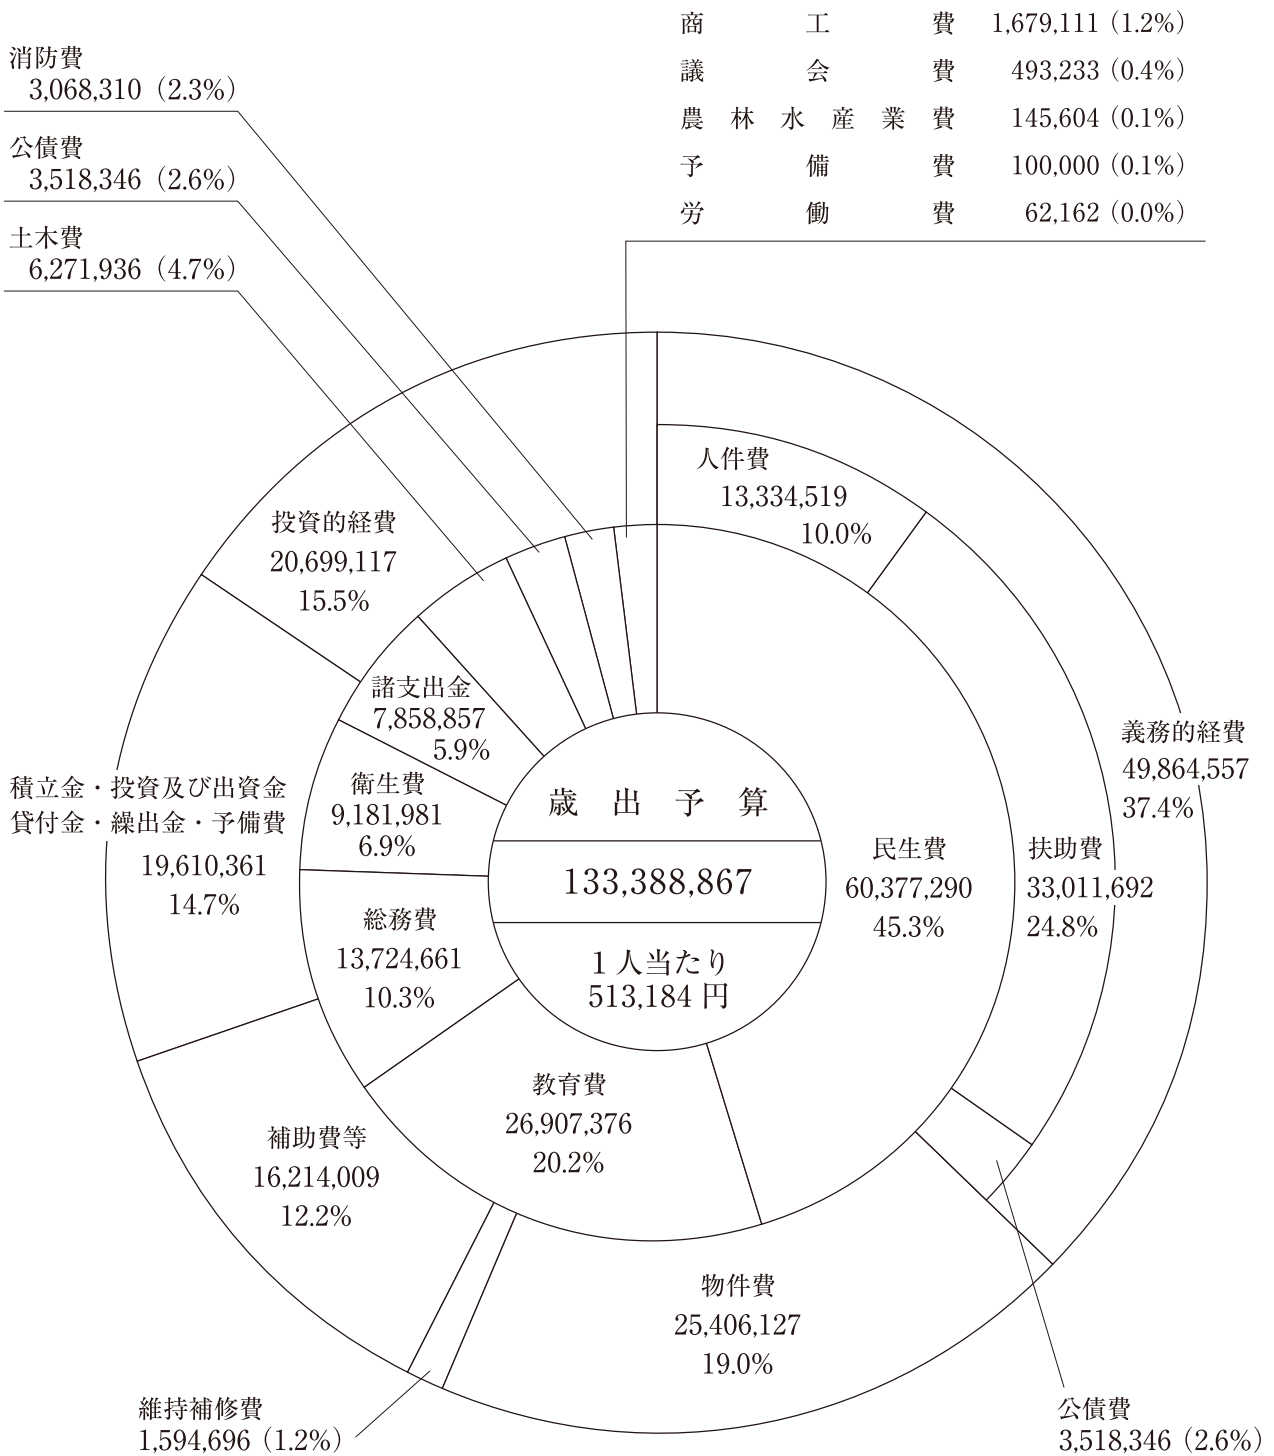 商工費 1,679,111（1.2%）
議会費 493,233（0.4%）
農林水産業費 145,604（0.1%）
予備費 100,000（0.1%）
労働費 62,162（0.0%）
消防費
3,068,310（2.3%）
公債費
3,518,346（2.6%）
土木費
6,271,936（4.7%）
人件費
13,334,519
10.0%
投資的経費
20,699,117
15.5%
諸支出金
7,858,857
5.9%
義務的経費
49,864,557
37.4%
積立金・投資及び出資金
貸付金・繰出金・予備費
19,610,361
14.7%
衛生費
9,181,981
6.9%
歳出予算
133,388,867
1人当たり
513,184円
民生費
60,377,290
45.3%
扶助費
33,011,692
24.8%
総務費
13,724,661
10.3%
教育費
26,907,376
20.2%
補助費等
16,214,009
12.2%
物件費
25,406,127
19.0%
維持補修費
1,594,696（1.2%）
公債費
3,518,346（2.6%）